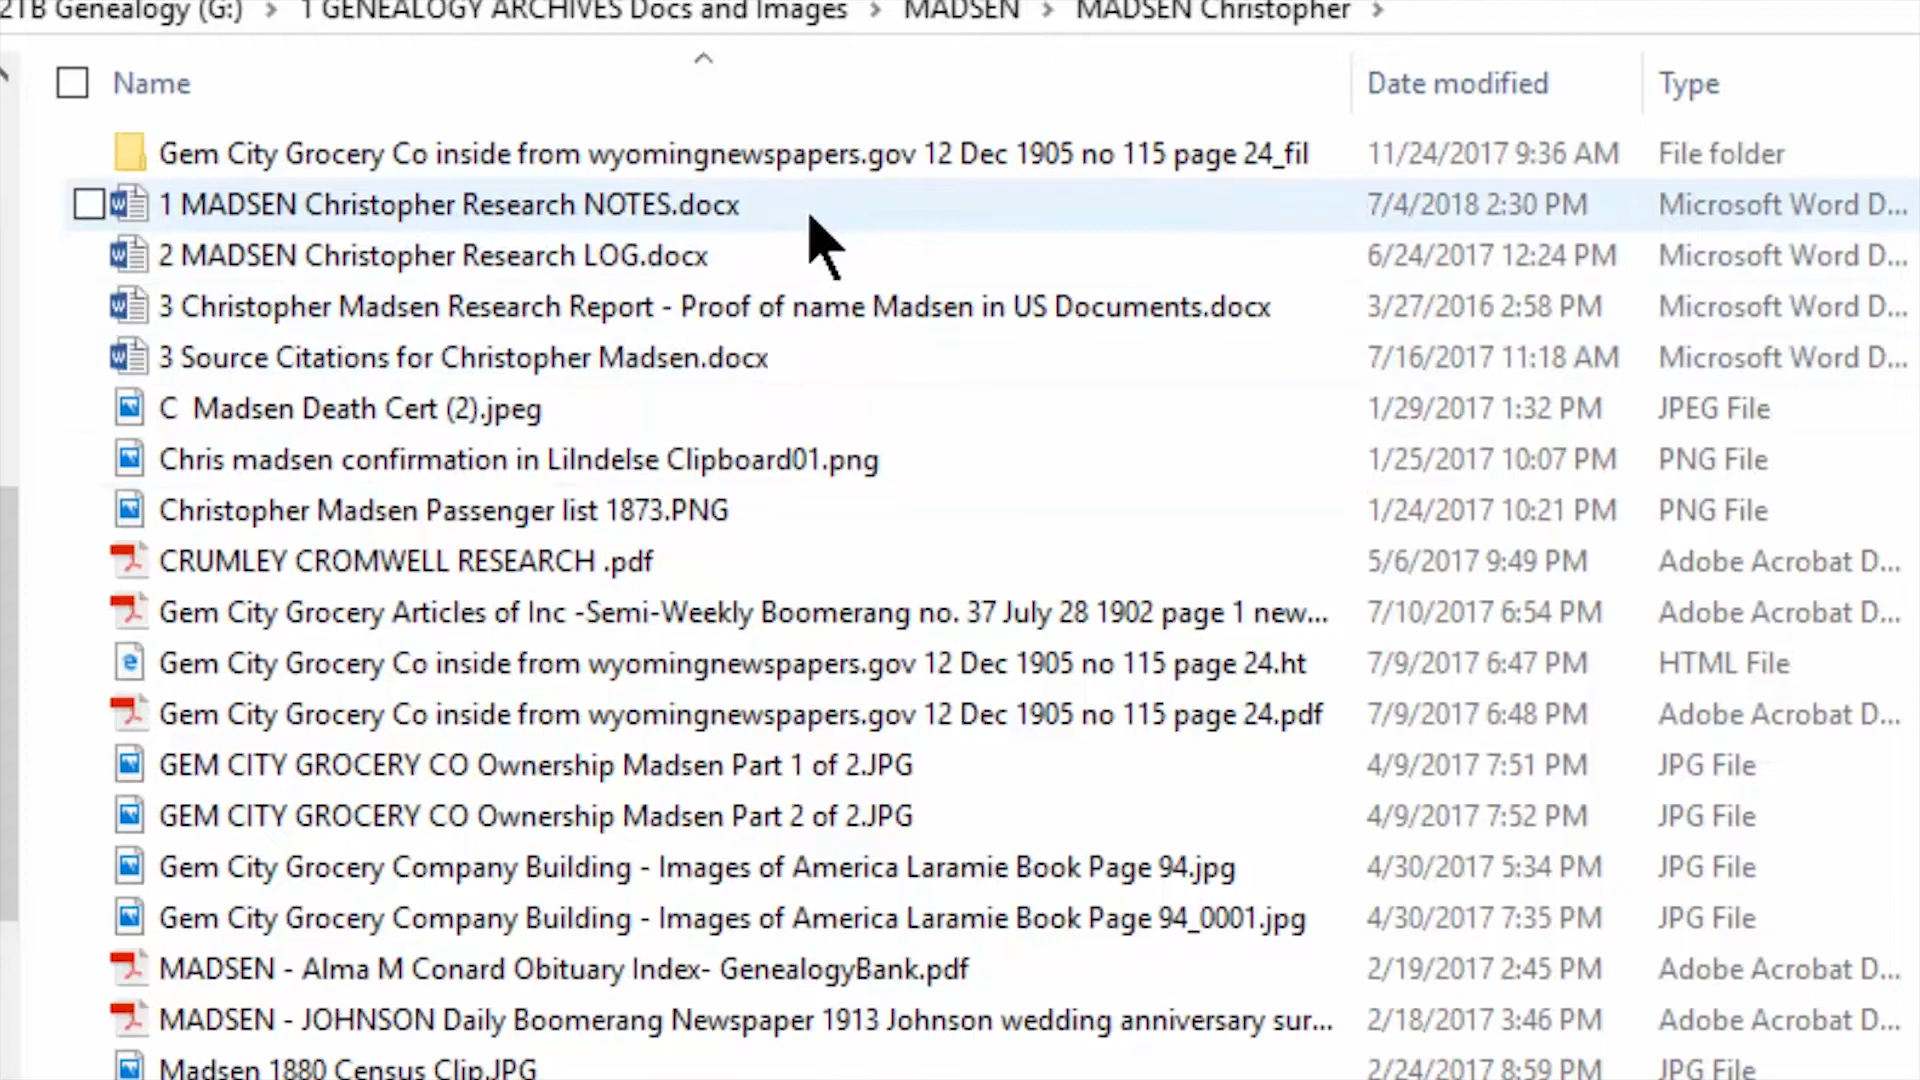 2TB Genealogy (G:) > 1 GENEALOGY ARCHIVES Docs and Images > MADSEN > MADSEN Christopher >
Name Date modified Type
Gem City Grocery Co inside from wyomingnewspapers.gov 12 Dec 1905 no 115 page 24_fil 11/24/2017 9:36 AM File folder
1 MADSEN Christopher Research NOTES.docx 7/4/2018 2:30 PM Microsoft Word D...
2 MADSEN Christopher Research LOG.docx 6/24/2017 12:24 PM Microsoft Word D...
3 Christopher Madsen Research Report - Proof of name Madsen in US Documents.docx 3/27/2016 2:58 PM Microsoft Word D...
3 Source Citations for Christopher Madsen.docx 7/16/2017 11:18 AM Microsoft Word D...
C  Madsen Death Cert (2).jpeg 1/29/2017 1:32 PM JPEG File
Chris madsen confirmation in Lilndelse Clipboard01.png 1/25/2017 10:07 PM PNG File
Christopher Madsen Passenger list 1873.PNG 1/24/2017 10:21 PM PNG File
CRUMLEY CROMWELL RESEARCH .pdf 5/6/2017 9:49 PM Adobe Acrobat D...
Gem City Grocery Articles of Inc -Semi-Weekly Boomerang no. 37 July 28 1902 page 1 new... 7/10/2017 6:54 PM Adobe Acrobat D...
Gem City Grocery Co inside from wyomingnewspapers.gov 12 Dec 1905 no 115 page 24.ht 7/9/2017 6:47 PM HTML File
Gem City Grocery Co inside from wyomingnewspapers.gov 12 Dec 1905 no 115 page 24.pdf 7/9/2017 6:48 PM Adobe Acrobat D...
GEM CITY GROCERY CO Ownership Madsen Part 1 of 2.JPG 4/9/2017 7:51 PM JPG File
GEM CITY GROCERY CO Ownership Madsen Part 2 of 2.JPG 4/9/2017 7:52 PM JPG File
Gem City Grocery Company Building - Images of America Laramie Book Page 94.jpg 4/30/2017 5:34 PM JPG File
Gem City Grocery Company Building - Images of America Laramie Book Page 94_0001.jpg 4/30/2017 7:35 PM JPG File
MADSEN - Alma M Conard Obituary Index- GenealogyBank.pdf 2/19/2017 2:45 PM Adobe Acrobat D...
MADSEN - JOHNSON Daily Boomerang Newspaper 1913 Johnson wedding anniversary sur... 2/18/2017 3:46 PM Adobe Acrobat D...
Madsen 1880 Census Clip.JPG 2/24/2017 8:59 PM JPG File